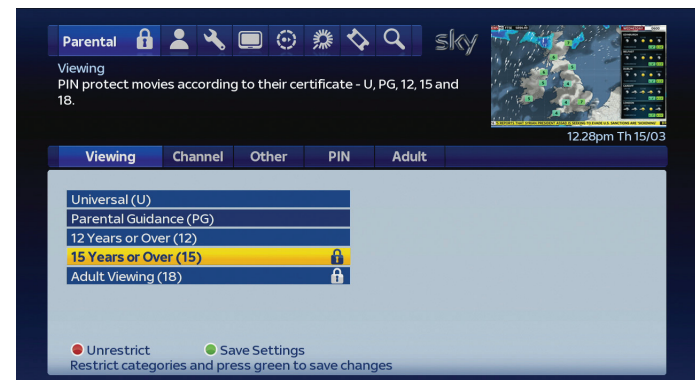 Parental
sky
Viewing
PIN protect movies according to their certificate - U, PG, 12, 15 and
18.
12.28pm Th 15/03
Viewing Channel Other PIN Adult
Universal (U)
Parental Guidance (PG)
12 Years or Over (12)
15 Years or Over (15)
Adult Viewing (18)
Unrestrict Save Settings
Restrict categories and press green to save changes